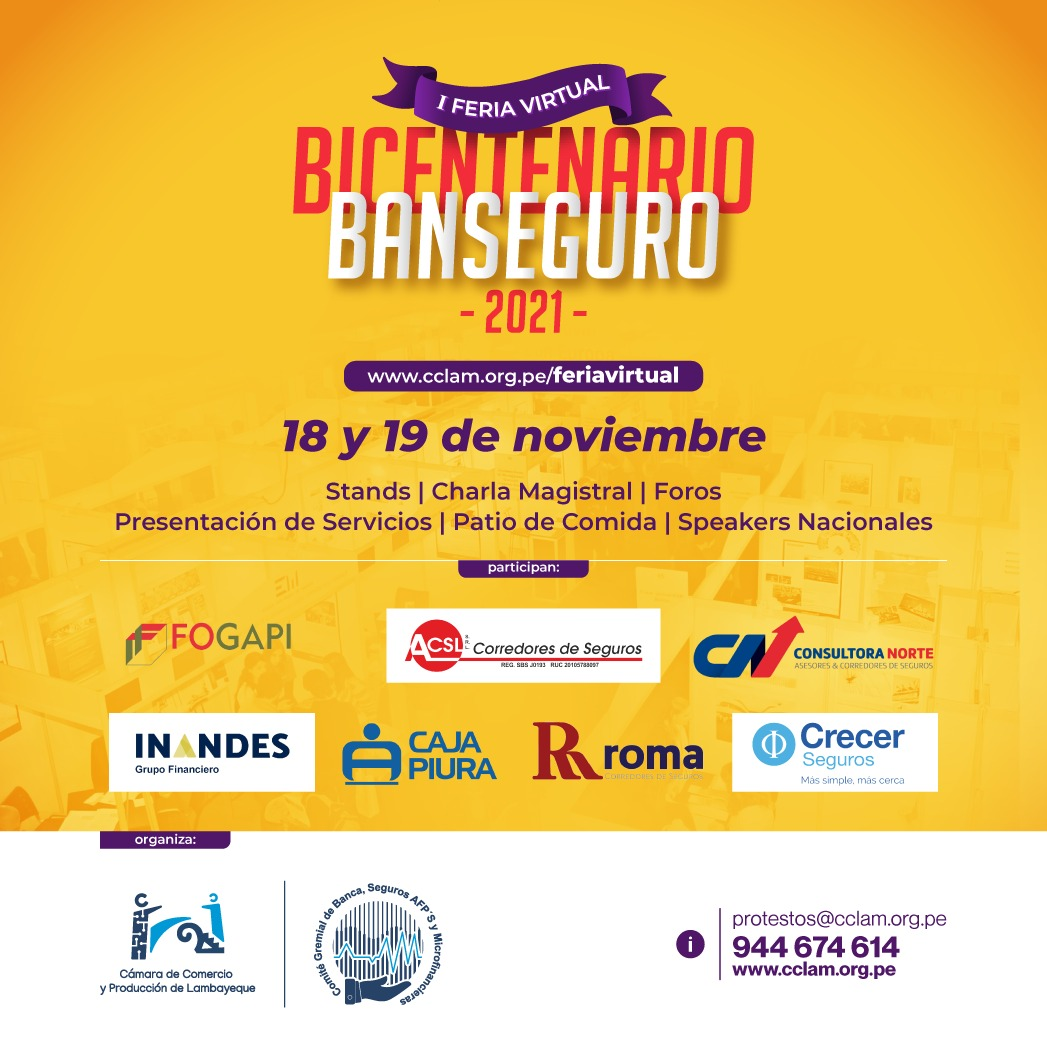 I FERIA VIRTUAL
BICENTENARIO
BANSEGURO
- 2021 -
www.cclam.org.pe/feriavirtual
18 y 19 de noviembre
Stands | Charla Magistral | Foros
Presentación de Servicios | Patio de Comida | Speakers Nacionales
participan:
FOGAPI
ACSL S.R.L. Corredores de Seguros
REG. SBS J0193 RUC 20105788097
CN CONSULTORA NORTE
ASESORES & CORREDORES DE SEGUROS
INANDES
Grupo Financiero
CAJA
PIURA
R roma
CORREDORES DE SEGUROS
Crecer
Seguros
Más simple, más cerca
organiza:
Cámara de Comercio
y Producción de Lambayeque
Comité Gremial de Banca, Seguros AFP'S y Microfinancieras
i
protestos@cclam.org.pe
944 674 614
www.cclam.org.pe